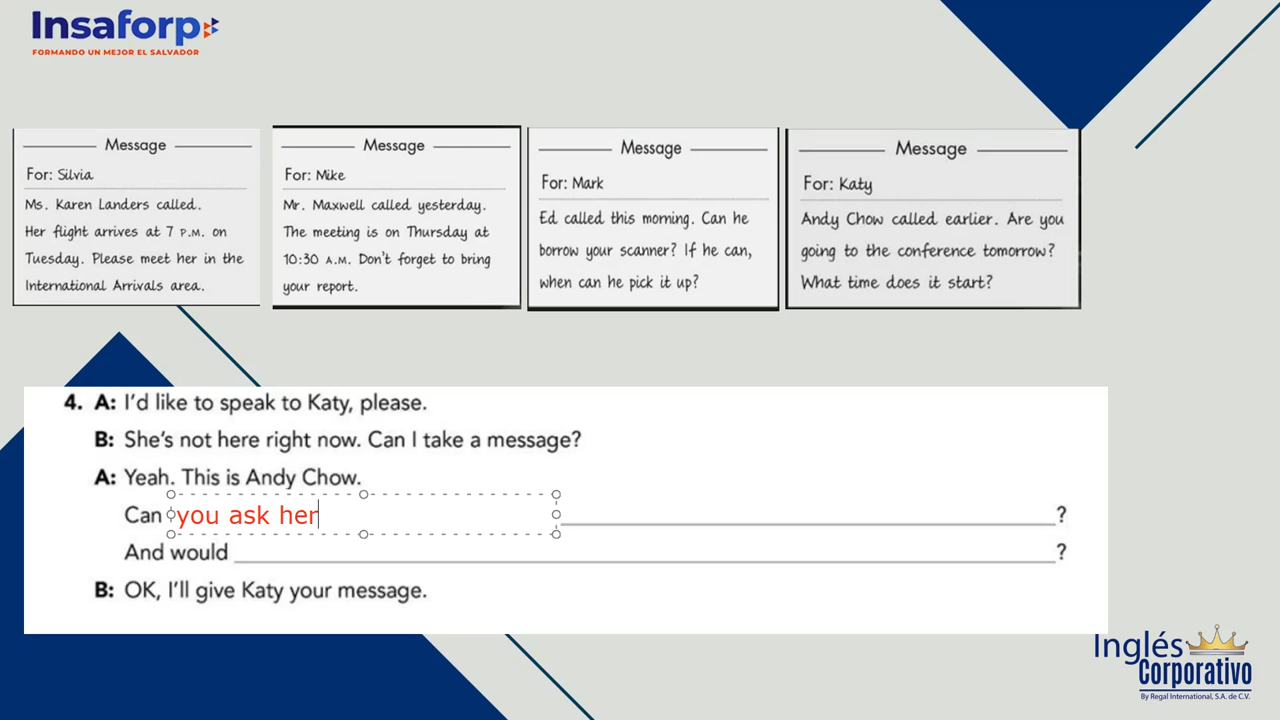 Insaforp
FORMANDO UN MEJOR EL SALVADOR
Message
For: Silvia
Ms. Karen Landers called.
Her flight arrives at 7 P.M. on
Tuesday. Please meet her in the
International Arrivals area.
Message
For: Mike
Mr. Maxwell called yesterday.
The meeting is on Thursday at
10:30 A.M. Don't forget to bring
your report.
Message
For: Mark
Ed called this morning. Can he
borrow your scanner? If he can,
when can he pick it up?
Message
For: Katy
Andy Chow called earlier. Are you
going to the conference tomorrow?
What time does it start?
4. A: I'd like to speak to Katy, please.
B: She's not here right now. Can I take a message?
A: Yeah. This is Andy Chow.
Can you ask her ?
And would ?
B: OK, I'll give Katy your message.
Inglés
Corporativo
By Regal International, S.A. de C.V.